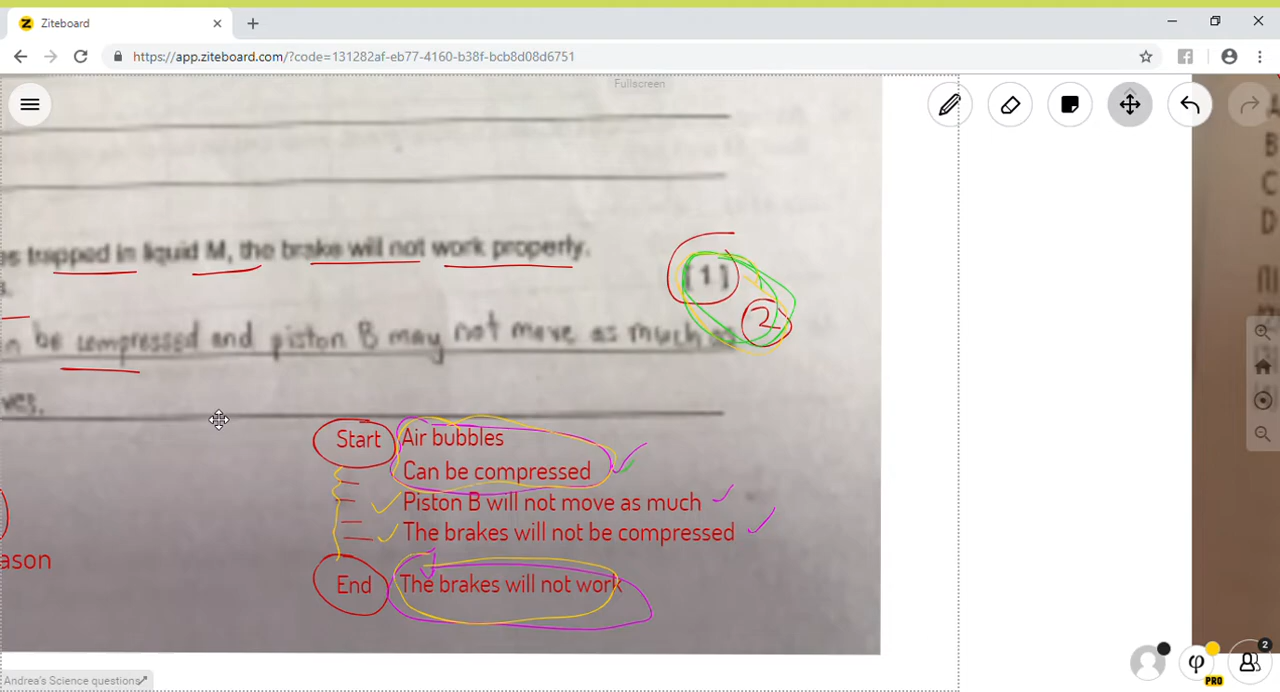 Ziteboard
https://app.ziteboard.com/?code=131282af-eb77-4160-b38f-bcb8d08d6751
Fullscreen
trapped in liquid M, the brake will not work properly.
[1]
2
be compressed and piston B may not move as much as
Start Air bubbles
Can be compressed
Piston B will not move as much
The brakes will not be compressed
End The brakes will not work
ason
B
C
D
2
PRO
Andrea's Science questions